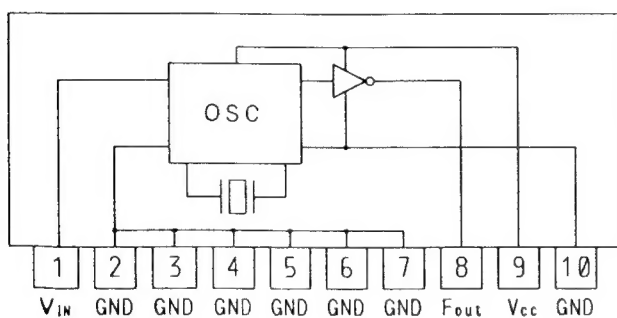 OSC
1 2 3 4 5 6 7 8 9 10
VIN GND GND GND GND GND GND Fout Vcc GND